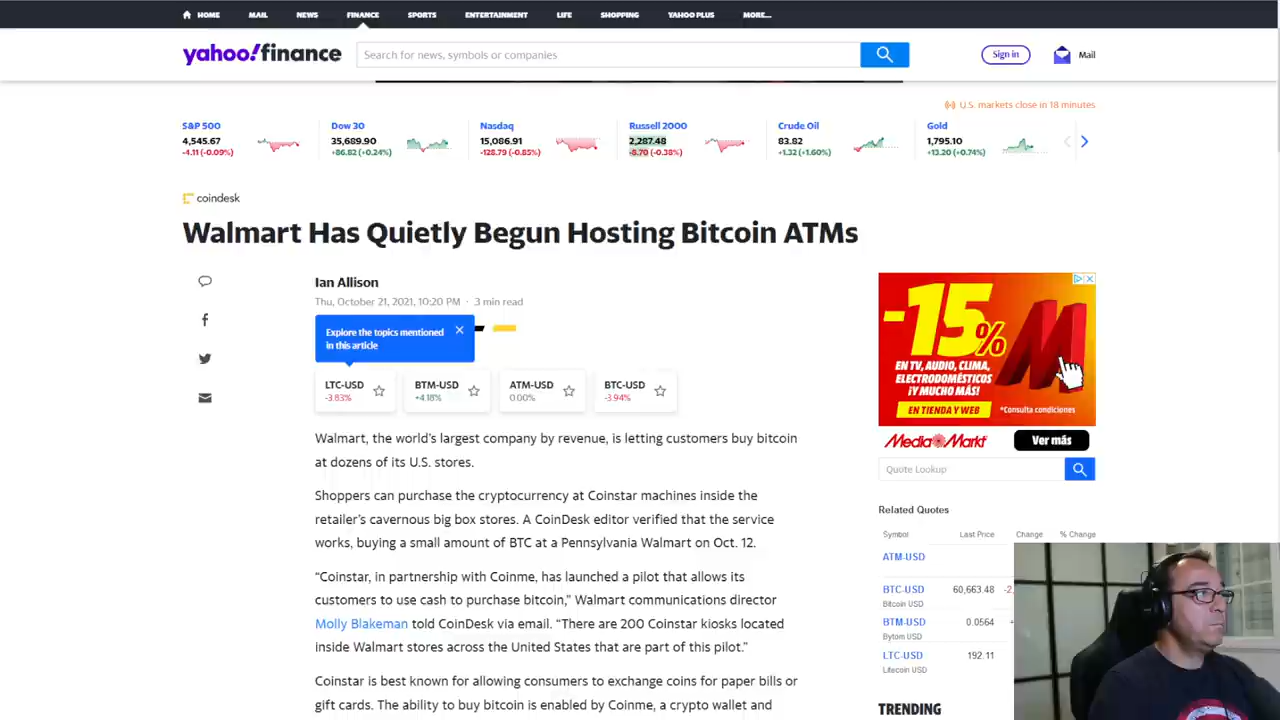 HOME MAIL NEWS FINANCE SPORTS ENTERTAINMENT LIFE SHOPPING YAHOO PLUS MORE...
yahoo!finance
Search for news, symbols or companies
Sign in
Mail
U.S. markets close in 18 minutes
S&P 500
4,545.67
-4.11 (-0.09%)
Dow 30
35,689.90
+86.82 (+0.24%)
Nasdaq
15,086.91
-128.79 (-0.85%)
Russell 2000
2,287.48
-8.70 (-0.38%)
Crude Oil
83.82
+1.32 (+1.60%)
Gold
1,795.10
+13.20 (+0.74%)
coindesk
Walmart Has Quietly Begun Hosting Bitcoin ATMs
Ian Allison
Thu, October 21, 2021, 10:20 PM · 3 min read
Explore the topics mentioned
in this article
LTC-USD
-3.83%
BTM-USD
+4.18%
ATM-USD
0.00%
BTC-USD
-3.94%
Walmart, the world's largest company by revenue, is letting customers buy bitcoin
at dozens of its U.S. stores.
Shoppers can purchase the cryptocurrency at Coinstar machines inside the
retailer's cavernous big box stores. A CoinDesk editor verified that the service
works, buying a small amount of BTC at a Pennsylvania Walmart on Oct. 12.
“Coinstar, in partnership with Coinme, has launched a pilot that allows its
customers to use cash to purchase bitcoin,” Walmart communications director
Molly Blakeman told CoinDesk via email. “There are 200 Coinstar kiosks located
inside Walmart stores across the United States that are part of this pilot.”
Coinstar is best known for allowing consumers to exchange coins for paper bills or
gift cards. The ability to buy bitcoin is enabled by Coinme, a crypto wallet and
-15%
EN TV, AUDIO, CLIMA,
ELECTRODOMÉSTICOS
¡Y MUCHO MÁS!
EN TIENDA Y WEB
*Consulta condiciones
MediaMarkt
Ver más
Quote Lookup
Related Quotes
Symbol Last Price Change % Change
ATM-USD
BTC-USD 60,663.48 -2,
Bitcoin USD
BTM-USD 0.0564
Bytom USD
LTC-USD 192.11
Litecoin USD
TRENDING